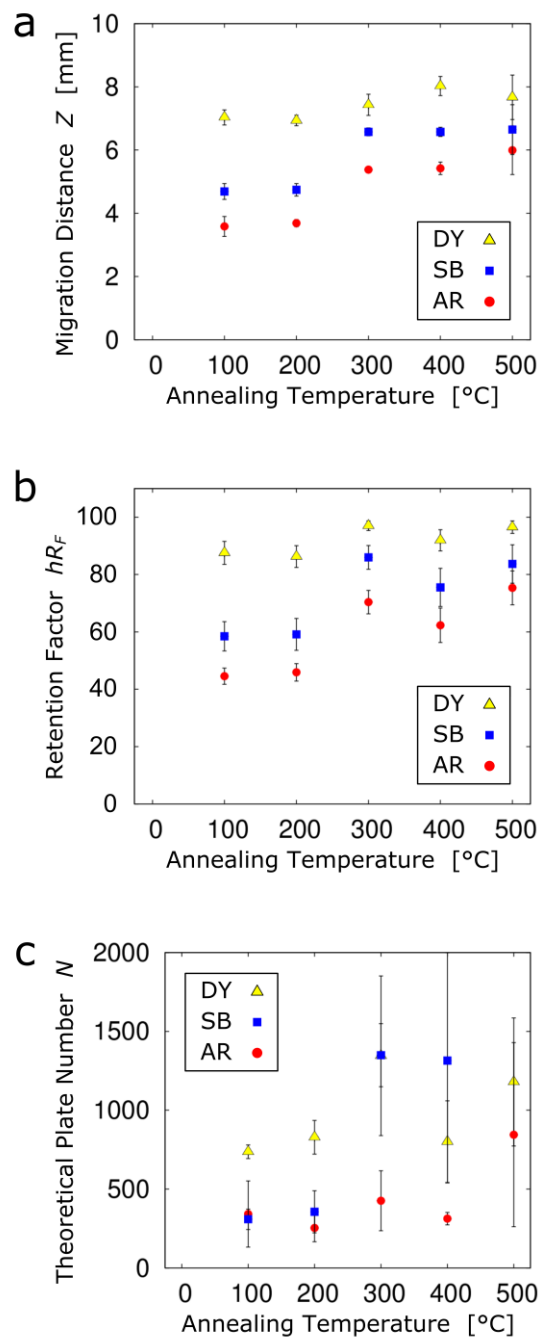 a
Migration Distance Z [mm]
10
8
6
4
2
0
DY
SB
AR
0 100 200 300 400 500
Annealing Temperature [°C]
b
Retention Factor hRF
100
80
60
40
20
0
DY
SB
AR
0 100 200 300 400 500
Annealing Temperature [°C]
c
Theoretical Plate Number N
2000
1500
1000
500
0
DY
SB
AR
0 100 200 300 400 500
Annealing Temperature [°C]